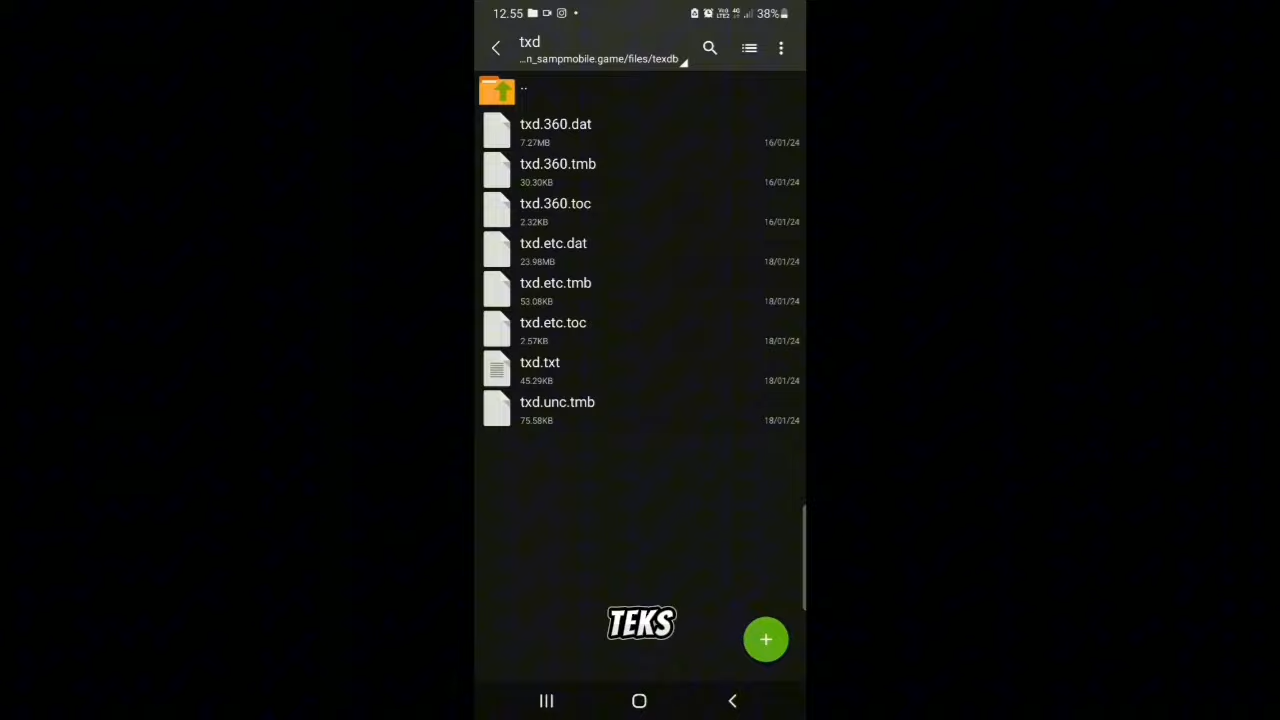 12.55 38%
txd
...n_sampmobile.game/files/texdb
..
txd.360.dat
7.27MB 16/01/24
txd.360.tmb
30.30KB 16/01/24
txd.360.toc
2.32KB 16/01/24
txd.etc.dat
23.98MB 18/01/24
txd.etc.tmb
53.08KB 18/01/24
txd.etc.toc
2.57KB 18/01/24
txd.txt
45.29KB 18/01/24
txd.unc.tmb
75.58KB 18/01/24
TEKS